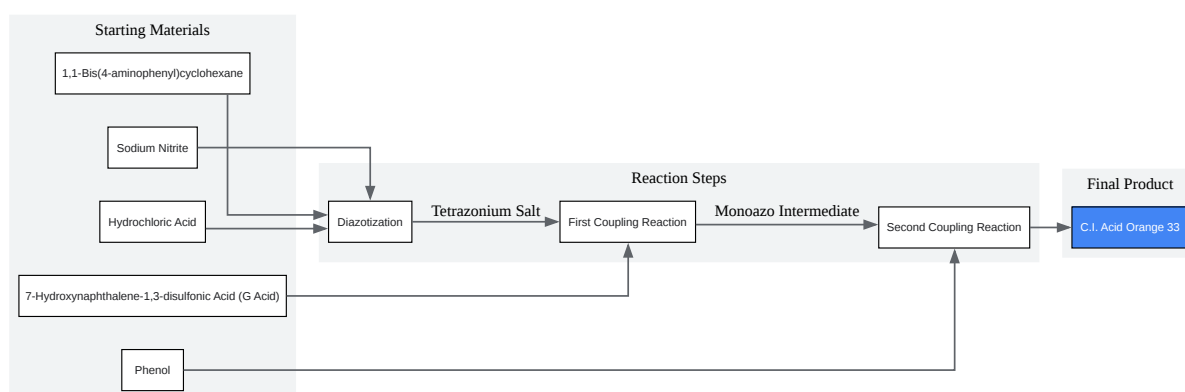 Starting Materials
1,1-Bis(4-aminophenyl)cyclohexane
Sodium Nitrite
Hydrochloric Acid
7-Hydroxynaphthalene-1,3-disulfonic Acid (G Acid)
Phenol
Reaction Steps
Diazotization
Tetrazonium Salt
First Coupling Reaction
Monoazo Intermediate
Second Coupling Reaction
Final Product
C.I. Acid Orange 33